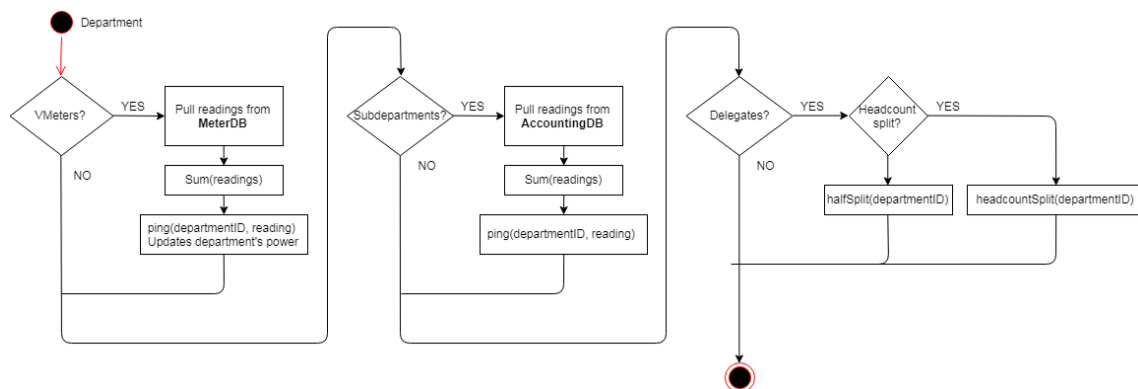 Department
VMeters?
YES
NO
Pull readings from
MeterDB
Sum(readings)
ping(departmentID, reading)
Updates department's power
Subdepartments?
YES
NO
Pull readings from
AccountingDB
Sum(readings)
ping(departmentID, reading)
Delegates?
YES
NO
Headcount
split?
YES
halfSplit(departmentID)
headcountSplit(departmentID)